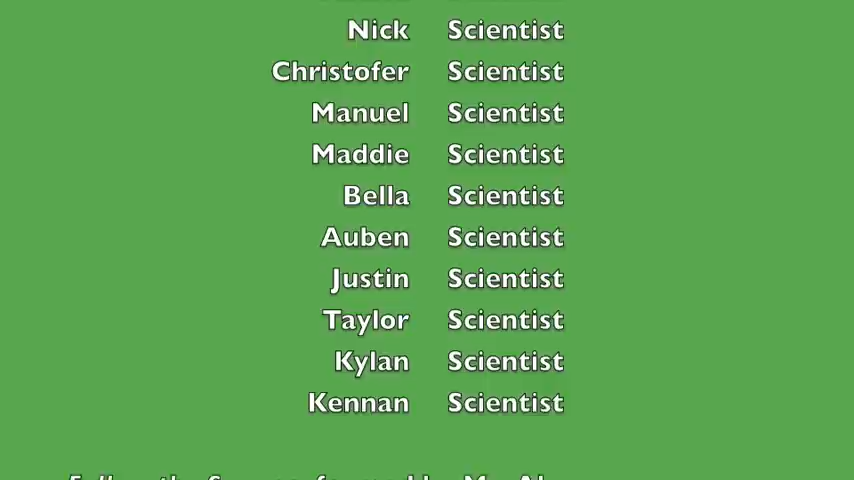 Nick Scientist
Christofer Scientist
Manuel Scientist
Maddie Scientist
Bella Scientist
Auben Scientist
Justin Scientist
Taylor Scientist
Kylan Scientist
Kennan Scientist